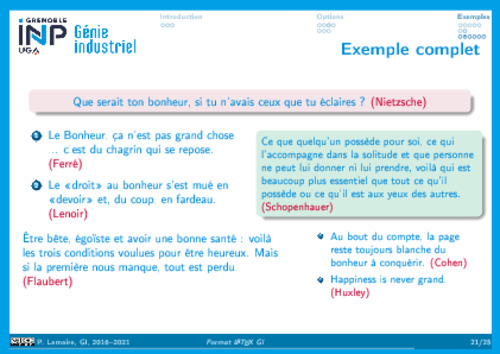 GRENOBLE
INP
UGA
Génie
industriel
Introduction
Options
Exemples
Exemple complet
Que serait ton bonheur, si tu n'avais ceux que tu éclaires ? (Nietzsche)
1 Le Bonheur, ça n'est pas grand chose
... c'est du chagrin qui se repose.
(Ferré)
2 Le «droit» au bonheur s'est mué en
«devoir» et, du coup, en fardeau.
(Lenoir)
Être bête, égoïste et avoir une bonne santé : voilà
les trois conditions voulues pour être heureux. Mais
si la première nous manque, tout est perdu.
(Flaubert)
Ce que quelqu'un possède pour soi, ce qui
l'accompagne dans la solitude et que personne
ne peut lui donner ni lui prendre, voilà qui est
beaucoup plus essentiel que tout ce qu'il
possède ou ce qu'il est aux yeux des autres.
(Schopenhauer)
Au bout du compte, la page
reste toujours blanche du
bonheur à conquérir. (Cohen)
Happiness is never grand.
(Huxley)
P. Lemaire, GI, 2016–2021
Format LATEX GI
21/25